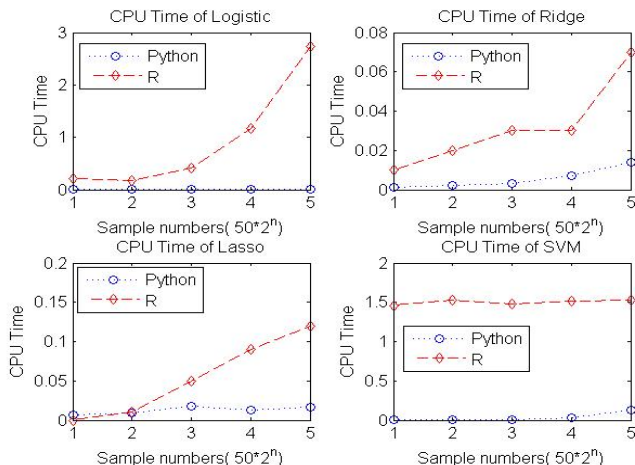 CPU Time of Logistic
3
2
1
0
CPU Time
Python
R
1 2 3 4 5
Sample numbers( 50*2^n)
CPU Time of Ridge
0.08
0.06
0.04
0.02
0
CPU Time
Python
R
1 2 3 4 5
Sample numbers( 50*2^n)
CPU Time of Lasso
0.2
0.15
0.1
0.05
0
CPU Time
Python
R
1 2 3 4 5
Sample numbers( 50*2^n)
CPU Time of SVM
2
1.5
1
0.5
0
CPU Time
Python
R
1 2 3 4 5
Sample numbers( 50*2^n)